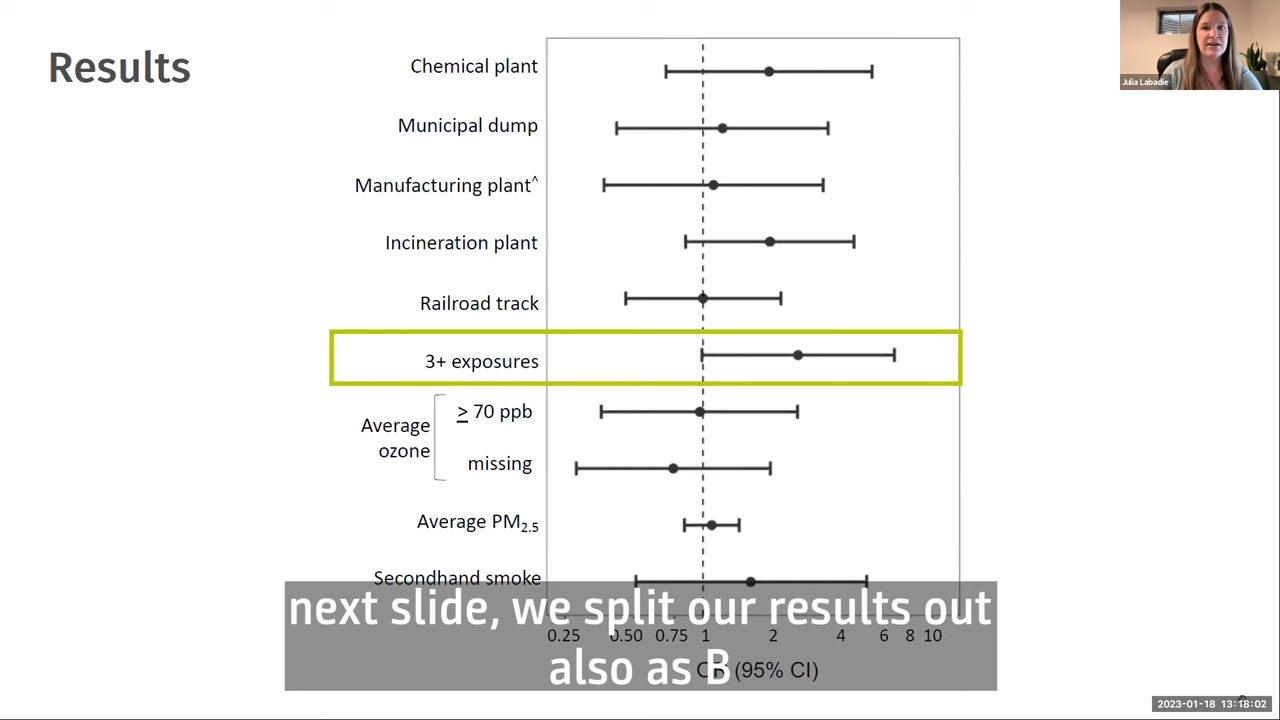 Results
Julia Labadie
Chemical plant
Municipal dump
Manufacturing plant^
Incineration plant
Railroad track
3+ exposures
Average
ozone
≥ 70 ppb
missing
Average PM2.5
Secondhand smoke
next slide, we split our results out
also as B
0.25 0.50 0.75 1 2 4 6 8 10
OR (95% CI)
2023-01-18 13:18:02